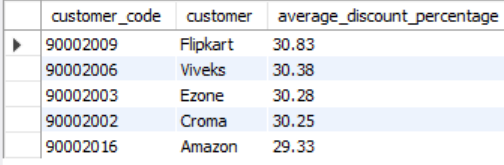 customer_code customer average_discount_percentage
90002009 Flipkart 30.83
90002006 Viveks 30.38
90002003 Ezone 30.28
90002002 Croma 30.25
90002016 Amazon 29.33